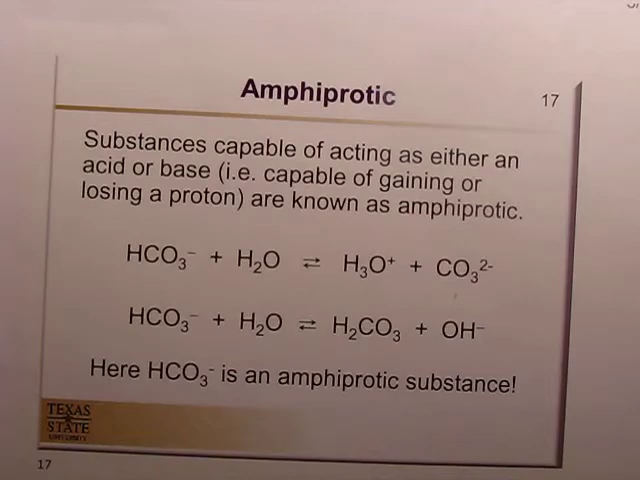 Amphiprotic
17
Substances capable of acting as either an
acid or base (i.e. capable of gaining or
losing a proton) are known as amphiprotic.
HCO₃⁻ + H₂O ⇌ H₃O⁺ + CO₃²⁻
HCO₃⁻ + H₂O ⇌ H₂CO₃ + OH⁻
Here HCO₃⁻ is an amphiprotic substance!
TEXAS
STATE
UNIVERSITY
17